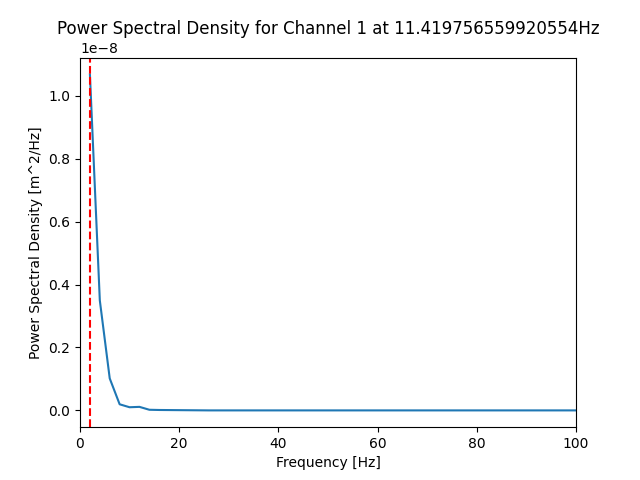 Power Spectral Density for Channel 1 at 11.419756559920554Hz
1e−8
1.0
0.8
0.6
0.4
0.2
0.0
Power Spectral Density [m^2/Hz]
0 20 40 60 80 100
Frequency [Hz]